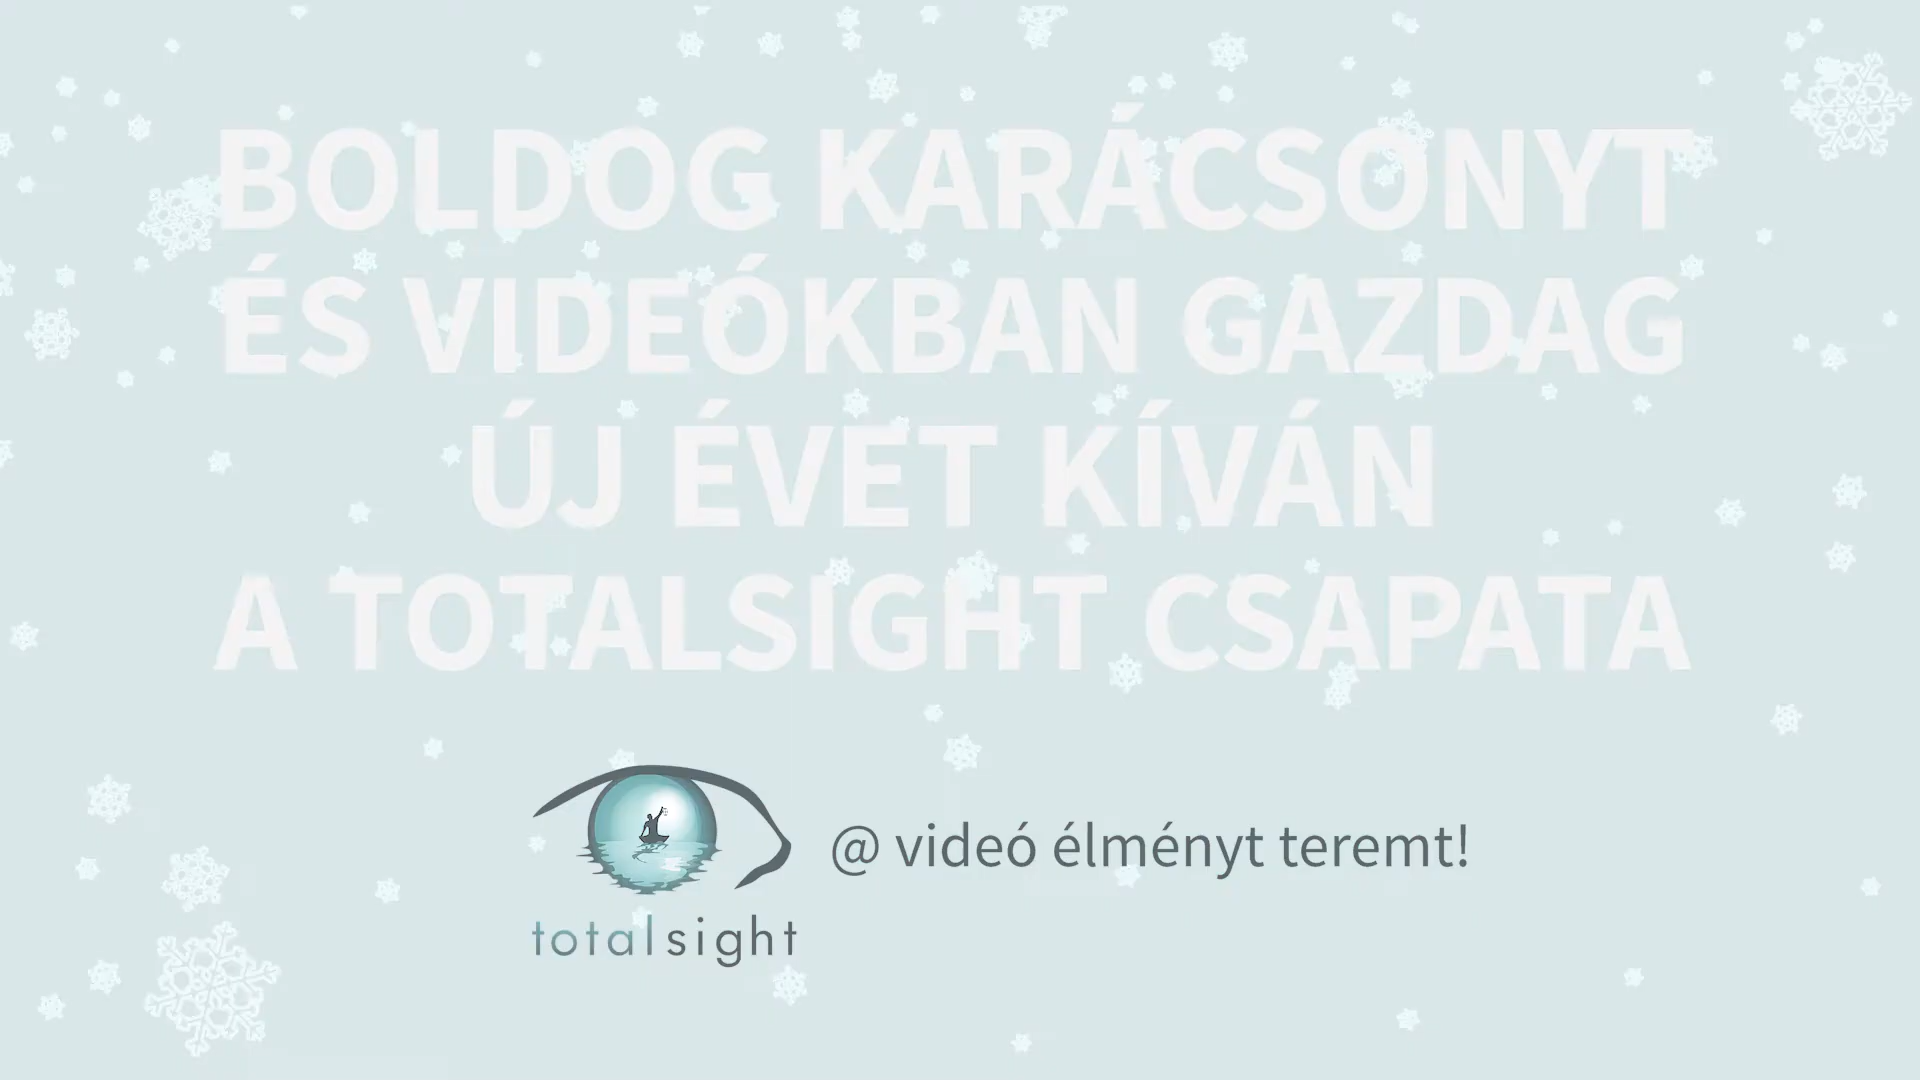 BOLDOG KARÁCSONYT
ÉS VIDEÓKBAN GAZDAG
ÚJ ÉVET KÍVÁN
A TOTALSIGHT CSAPATA
@ videó élményt teremt!
totalsight